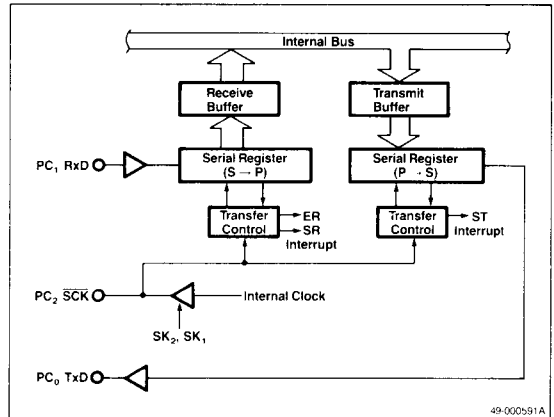 Internal Bus
Receive
Buffer
Transmit
Buffer
PC₁ RxD
Serial Register
(S → P)
Serial Register
(P → S)
Transfer
Control
ER
SR
Interrupt
Transfer
Control
ST
Interrupt
PC₂ S̅C̅K̅
Internal Clock
SK₂, SK₁
PC₀ TxD
49-000591A